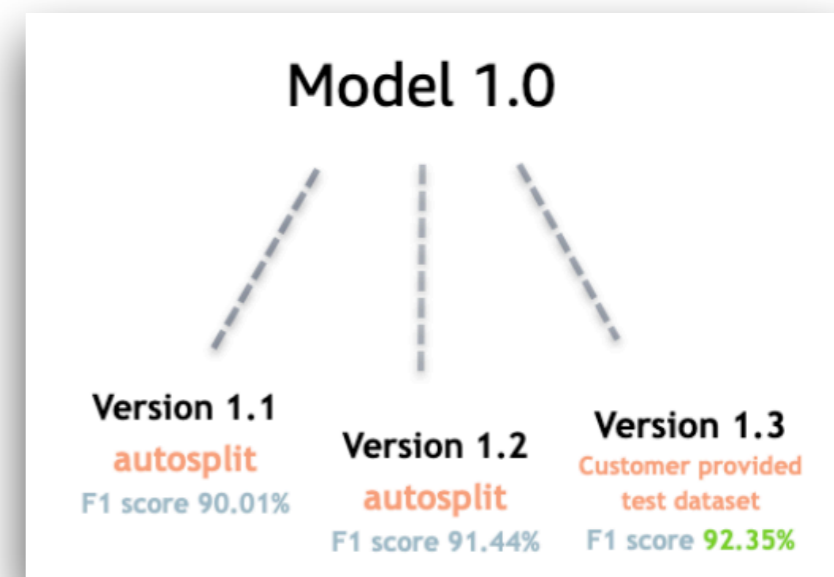 Model 1.0
Version 1.1
autosplit
F1 score 90.01%
Version 1.2
autosplit
F1 score 91.44%
Version 1.3
Customer provided
test dataset
F1 score 92.35%